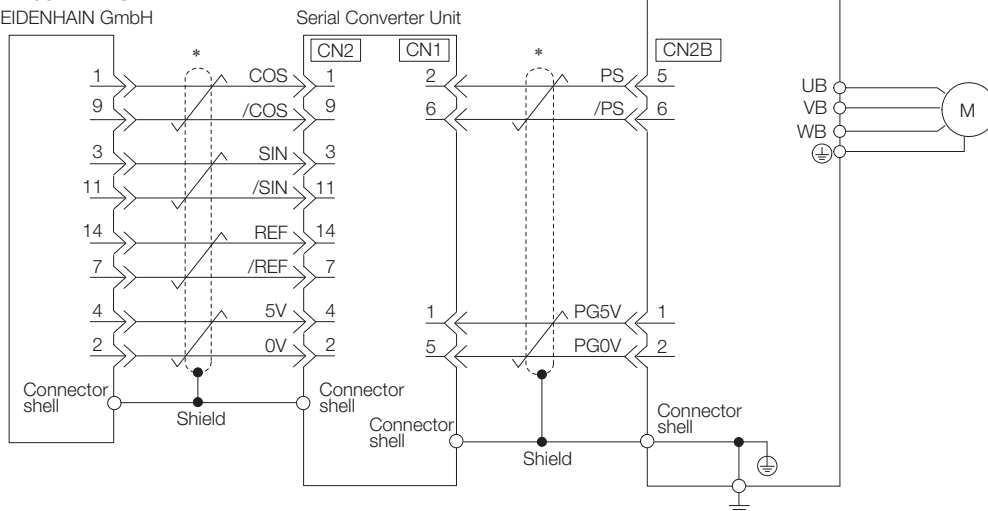 EIDENHAIN GmbH
Serial Converter Unit
CN2
CN1
CN2B
*
*
1 COS 1
9 /COS 9
3 SIN 3
11 /SIN 11
14 REF 14
7 /REF 7
4 5V 4
2 0V 2
2 PS 5
6 /PS 6
1 PG5V 1
5 PG0V 2
UB
VB
WB
M
Connector
shell
Shield
Connector
shell
Connector
shell
Shield
Connector
shell